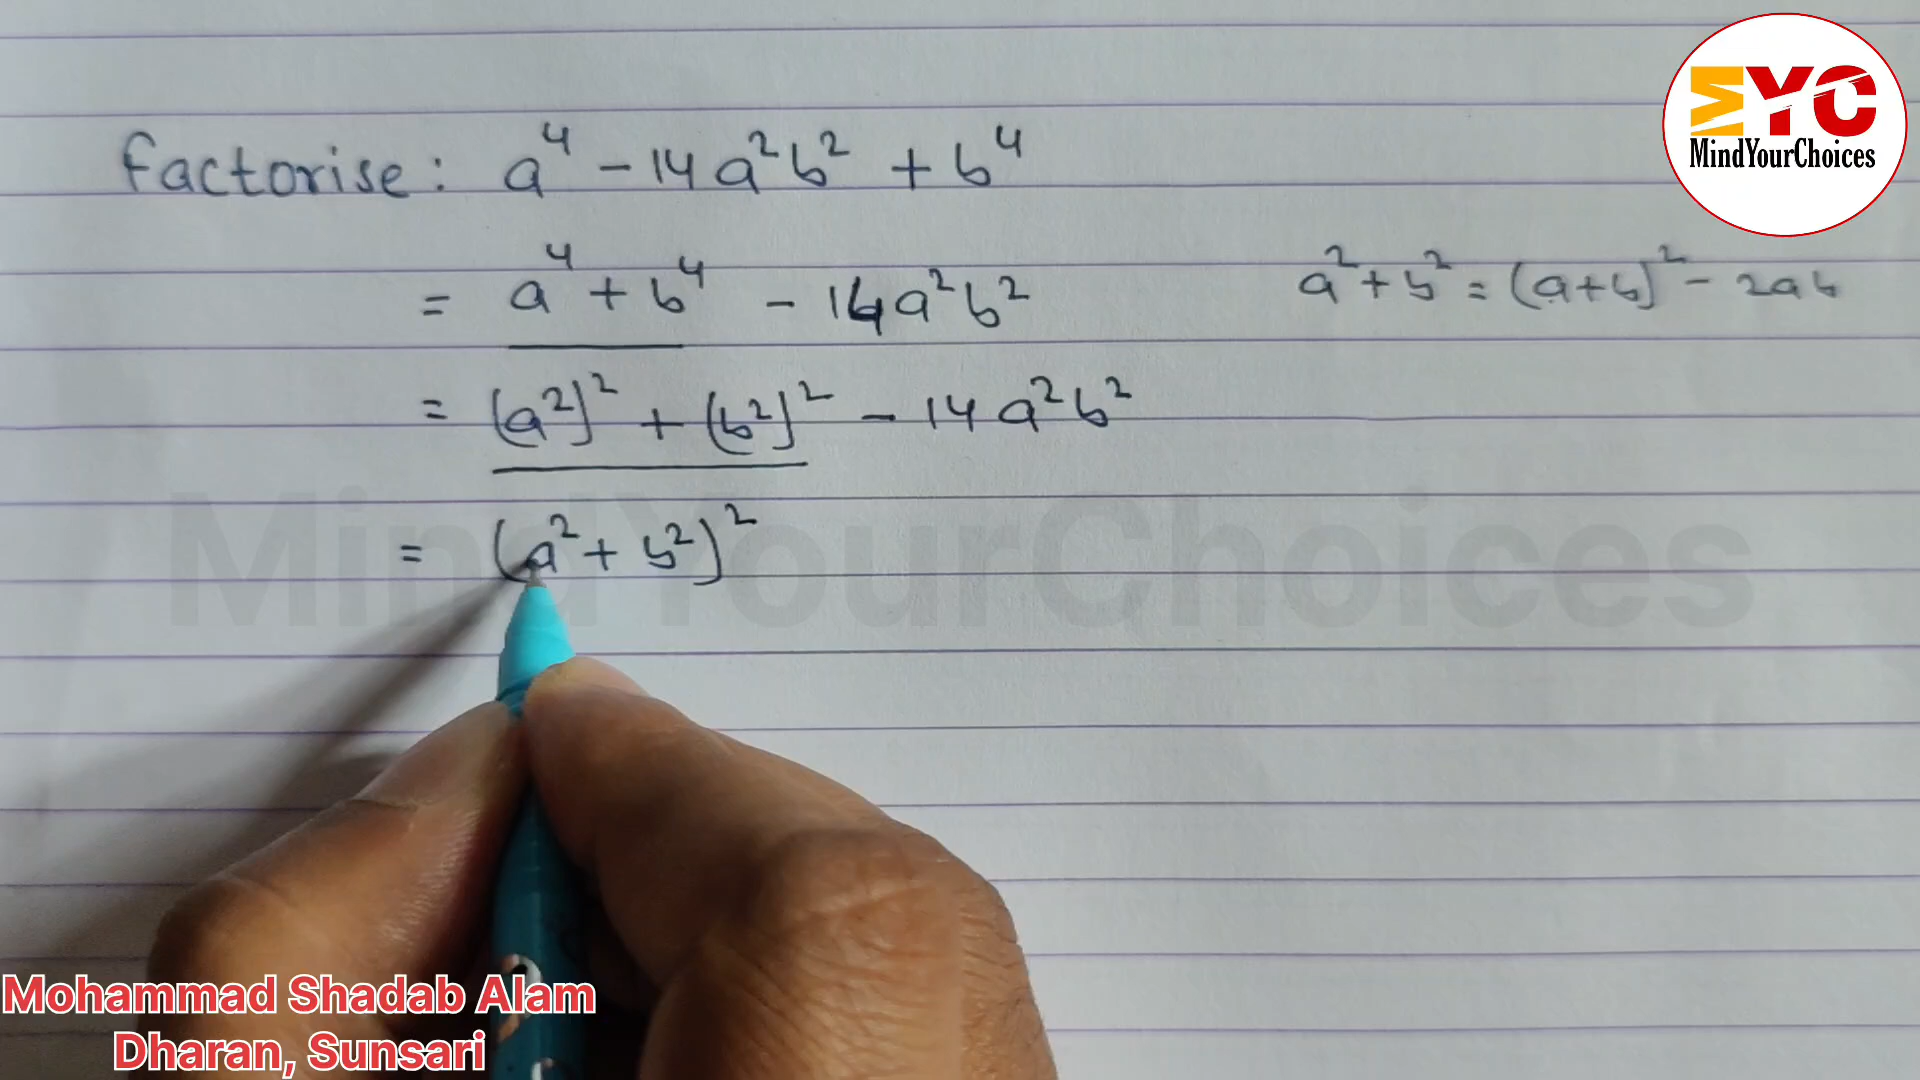 MYC
MindYourChoices
factorise: a⁴ - 14a²b² + b⁴
= a⁴ + b⁴ - 14a²b²
a² + b² = (a+b)² - 2ab
= (a²)² + (b²)² - 14a²b²
= (a² + b²)²
MindYourChoices
Mohammad Shadab Alam
Dharan, Sunsari